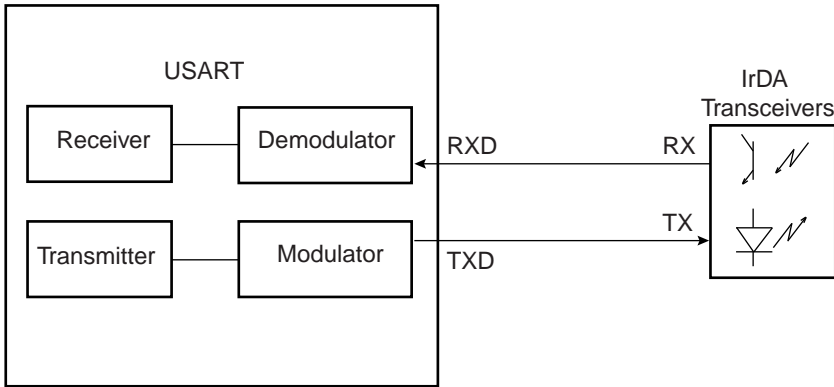 USART
IrDA
Transceivers
Receiver
Demodulator
RXD
RX
Transmitter
Modulator
TX
TXD